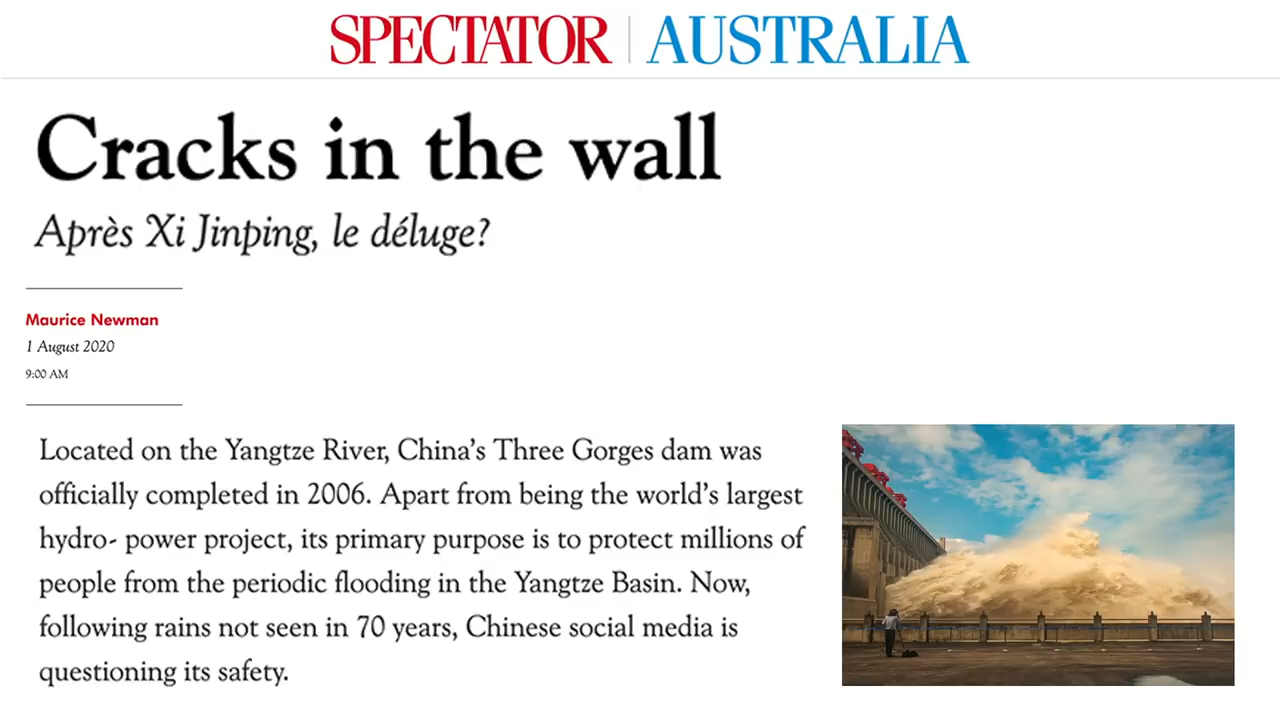 SPECTATOR | AUSTRALIA
Cracks in the wall
Après Xi Jinping, le déluge?
Maurice Newman
1 August 2020
9:00 AM
Located on the Yangtze River, China's Three Gorges dam was
officially completed in 2006. Apart from being the world's largest
hydro- power project, its primary purpose is to protect millions of
people from the periodic flooding in the Yangtze Basin. Now,
following rains not seen in 70 years, Chinese social media is
questioning its safety.